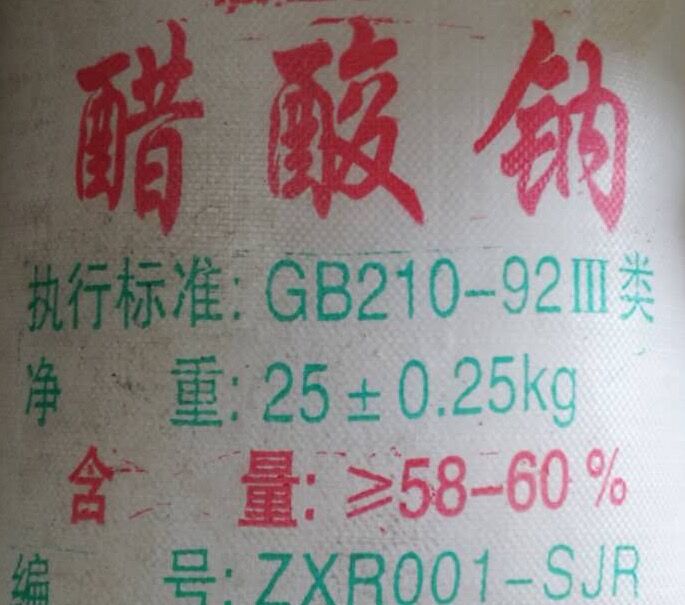 醋酸钠
执行标准: GB210-92Ⅲ类
净 重: 25±0.25kg
含 量: ≥58-60%
编 号: ZXR001-SJR